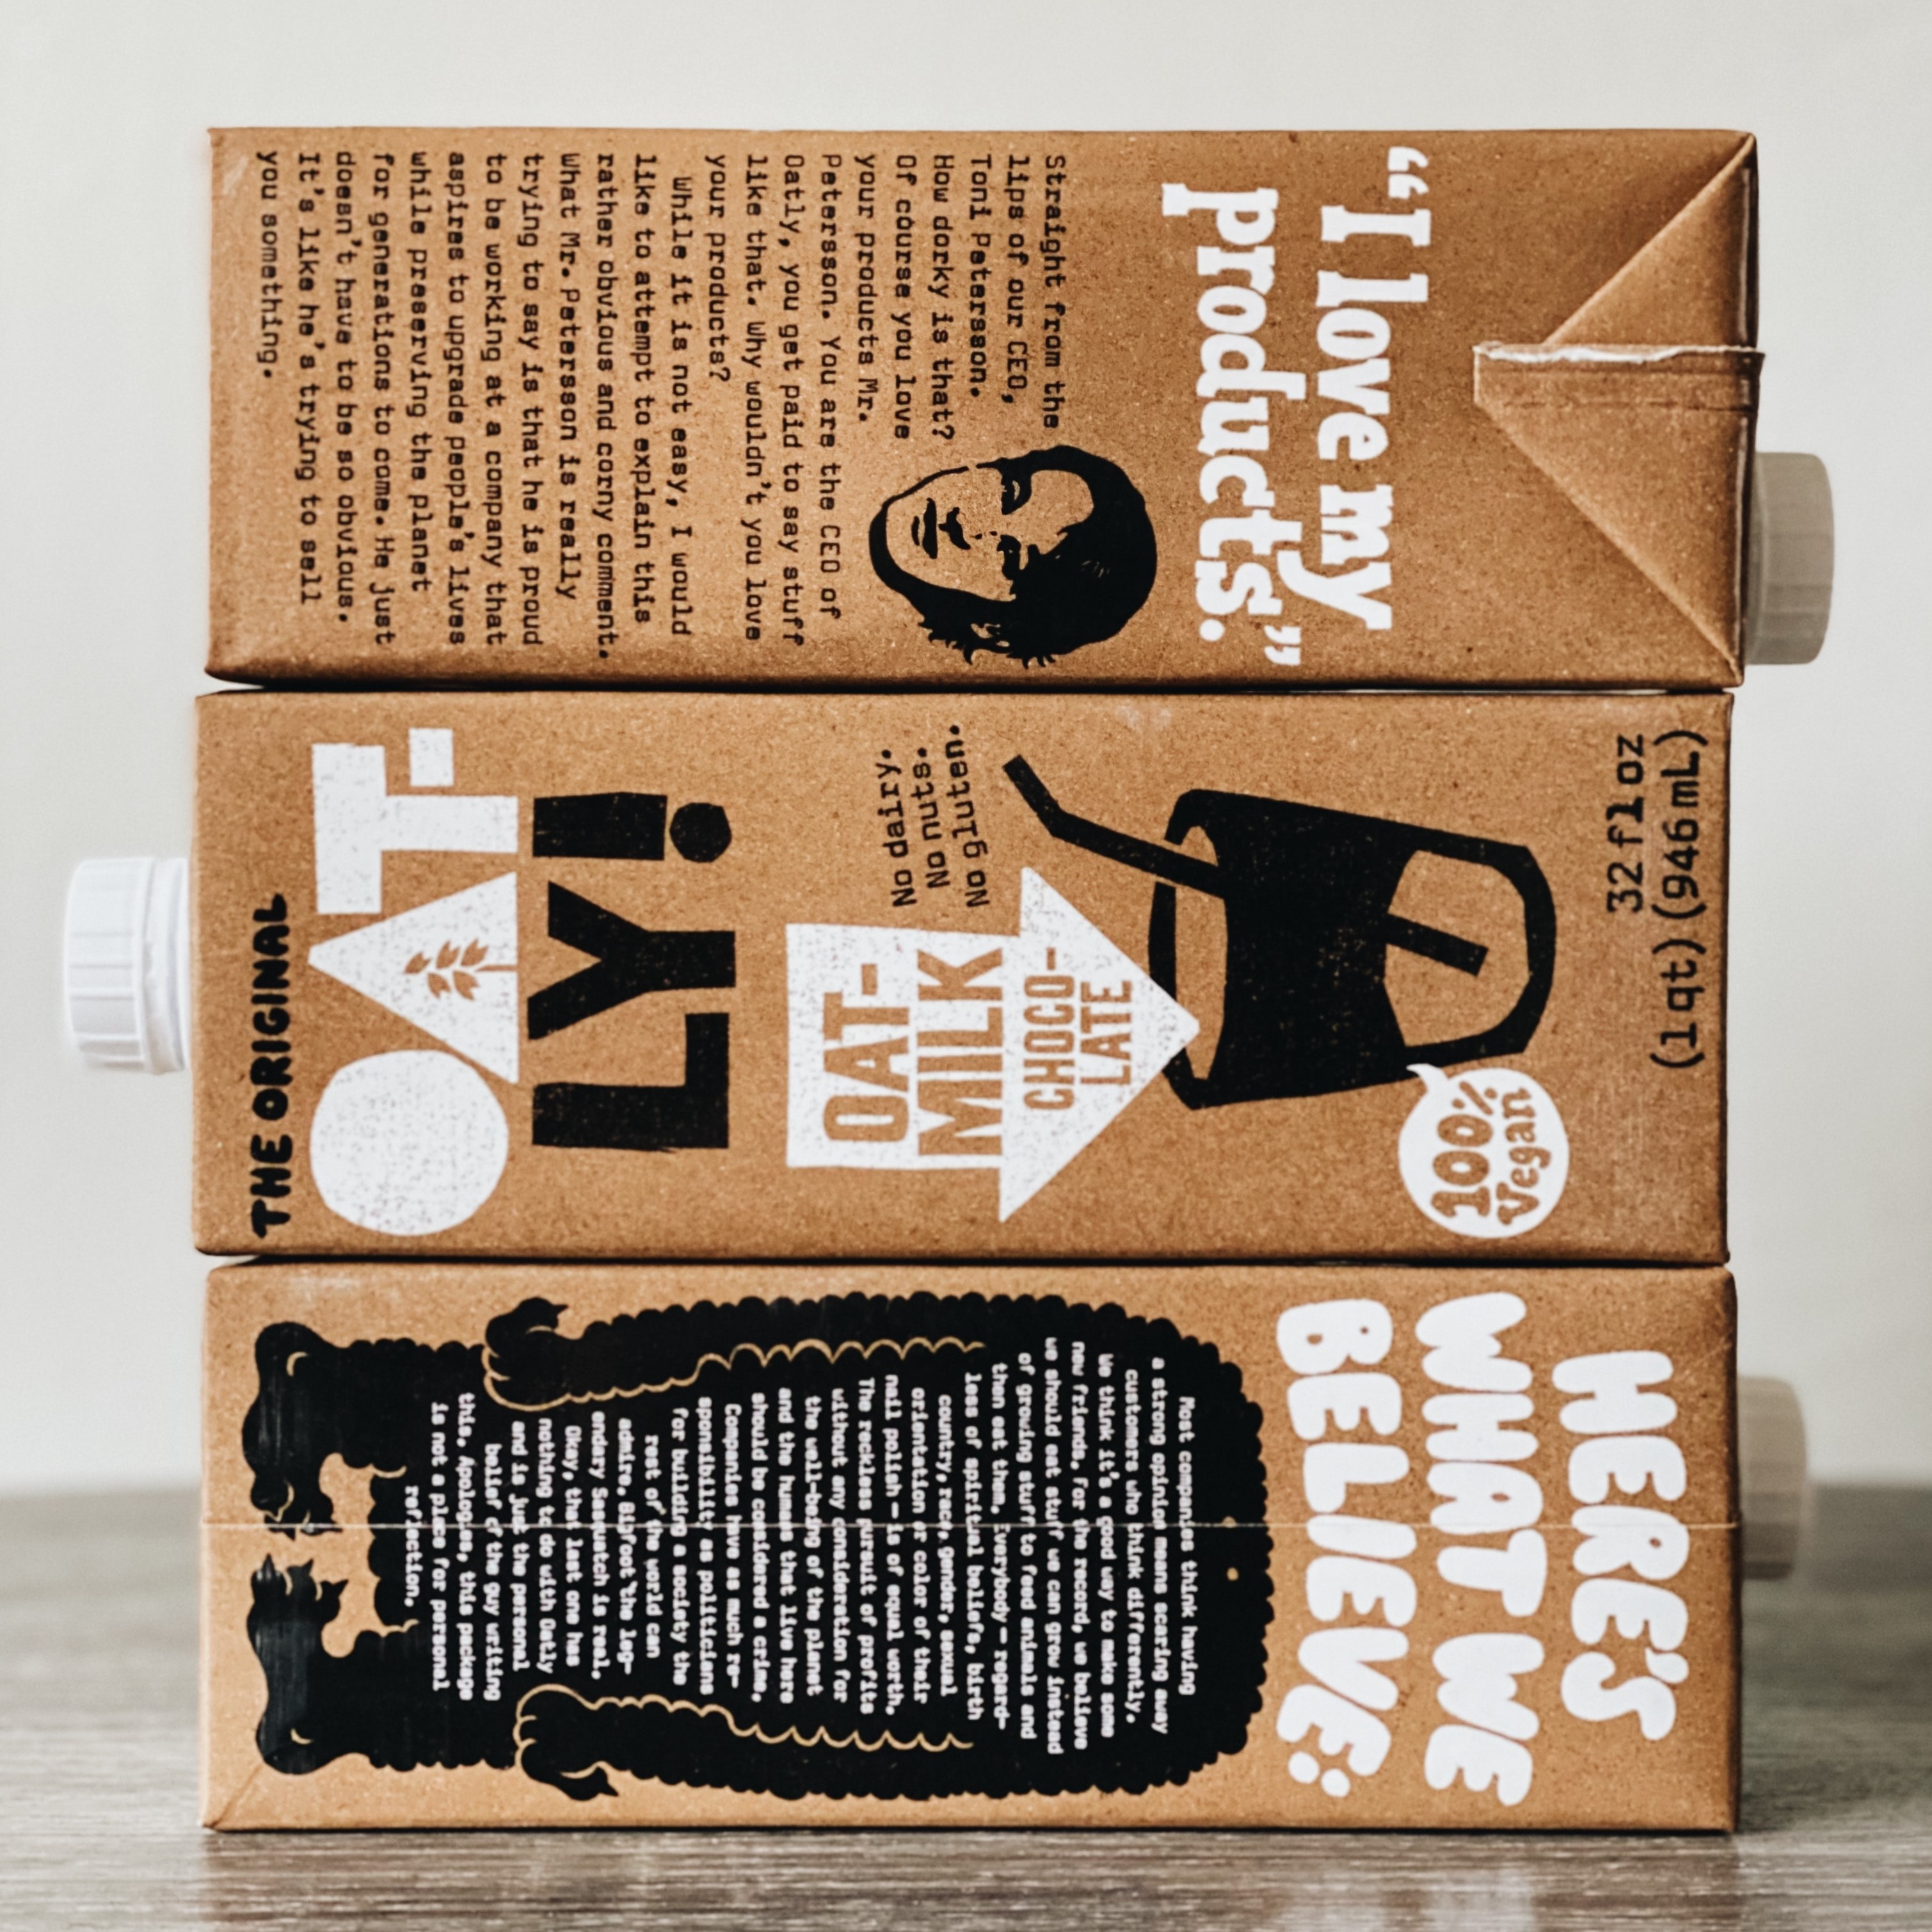 “I love my
products.”
Straight from the
lips of our CEO,
Toni Petersson.
How dorky is that?
Of course you love
your products Mr.
Petersson. You are the CEO of
Oatly, you get paid to say stuff
like that. Why wouldn't you love
your products?
While it is not easy, I would
like to attempt to explain this
rather obvious and corny comment.
What Mr. Petersson is really
trying to say is that he is proud
to be working at a company that
aspires to upgrade people's lives
while preserving the planet
for generations to come. He just
doesn't have to be so obvious.
It's like he's trying to sell
you something.
THE ORIGINAL
OAT-
LY!
No dairy.
No nuts.
No gluten.
OAT-
MILK
CHOCO-
LATE
100%
Vegan
32 fl oz
(1 qt) (946 mL)
HERE'S
WHAT WE
BELIEVE:
Most companies think having
a strong opinion means scaring away
customers who think differently.
We think it's a good way to make some
new friends. For the record, we believe
we should eat stuff we can grow instead
of growing stuff to feed animals and
then eat them. Everybody – regard-
less of spiritual beliefs, birth
country, race, gender, sexual
orientation or color of their
nail polish – is of equal worth.
The reckless pursuit of profits
without any consideration for
the well-being of the planet
and the humans that live here
should be considered a crime.
Companies have as much re-
sponsibility as politicians
for building a society the
rest of the world can
admire. Bigfoot the leg-
endary Sasquatch is real.
Okay, that last one has
nothing to do with Oatly
and is just the personal
belief of the guy writing
this. Apologies, this package
is not a place for personal
reflection.